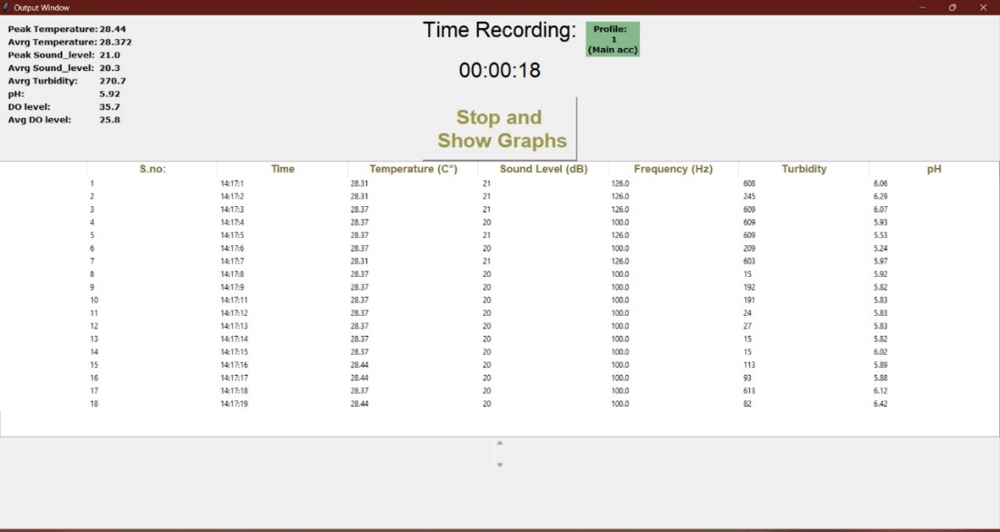 Output Window
Peak Temperature: 28.44
Avrg Temperature: 28.372
Peak Sound_level: 21.0
Avrg Sound_level: 20.3
Avrg Turbidity: 270.7
pH: 5.92
DO level: 35.7
Avg DO level: 25.8
Time Recording:
00:00:18
Profile:
1
(Main acc)
Stop and
Show Graphs
S.no: Time Temperature (C°) Sound Level (dB) Frequency (Hz) Turbidity pH
1 14:17:1 28.31 21 126.0 608 6.06
2 14:17:2 28.31 21 126.0 245 6.29
3 14:17:3 28.37 21 126.0 609 6.07
4 14:17:4 28.37 20 100.0 609 5.93
5 14:17:5 28.37 21 126.0 609 5.53
6 14:17:6 28.37 20 100.0 209 5.24
7 14:17:7 28.31 21 126.0 603 5.97
8 14:17:8 28.37 20 100.0 15 5.92
9 14:17:9 28.37 20 100.0 192 5.82
10 14:17:11 28.37 20 100.0 191 5.83
11 14:17:12 28.37 20 100.0 24 5.83
12 14:17:13 28.37 20 100.0 27 5.83
13 14:17:14 28.37 20 100.0 15 5.82
14 14:17:15 28.37 20 100.0 15 6.02
15 14:17:16 28.44 20 100.0 113 5.89
16 14:17:17 28.44 20 100.0 93 5.88
17 14:17:18 28.37 20 100.0 613 6.12
18 14:17:19 28.44 20 100.0 82 6.42